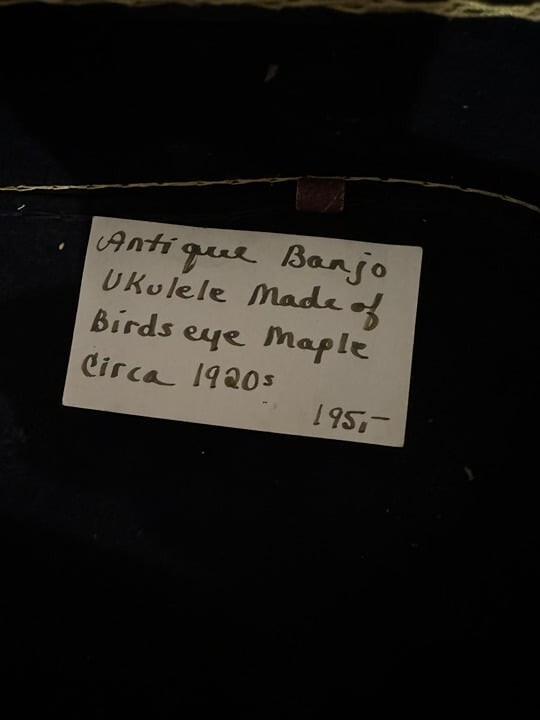 Antique Banjo
Ukulele Made of
Birds eye Maple
Circa 1920s
195,-